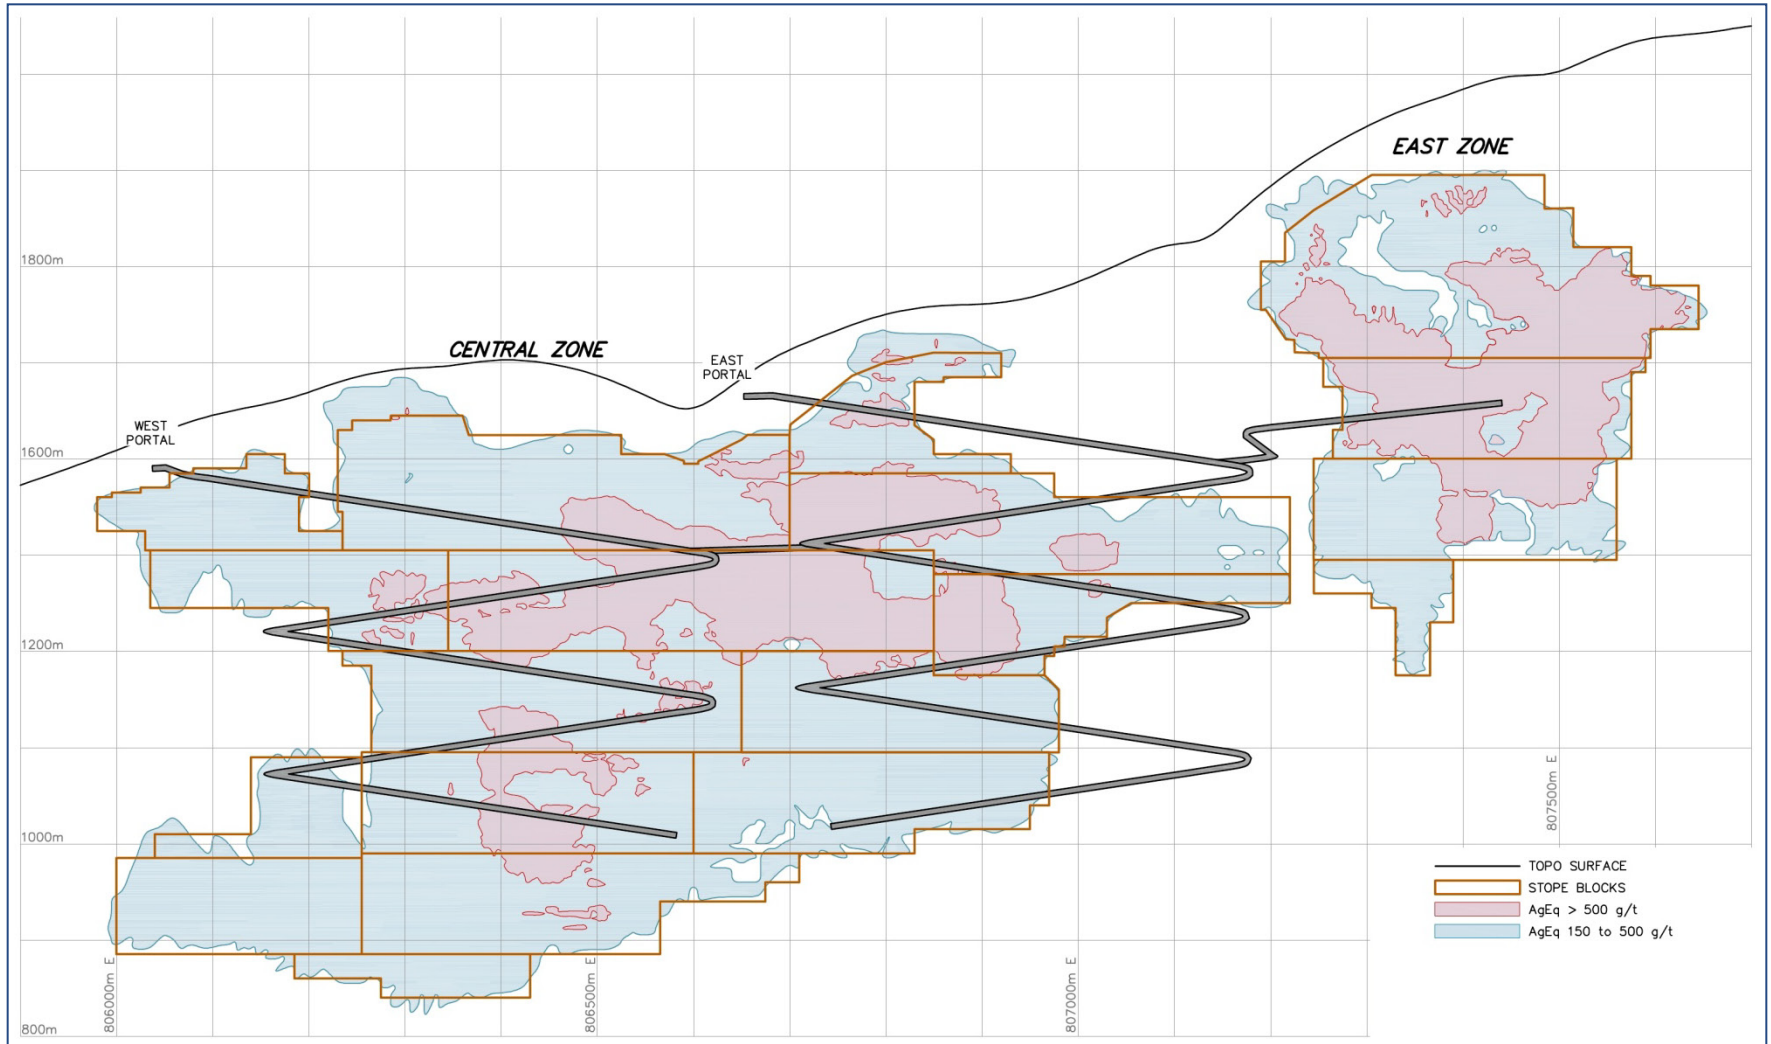 EAST ZONE
1800m
CENTRAL ZONE
EAST
PORTAL
WEST
PORTAL
1600m
1400m
1200m
1000m
800m
806000m E
806500m E
807000m E
807500m E
TOPO SURFACE
STOPE BLOCKS
AgEq > 500 g/t
AgEq 150 to 500 g/t